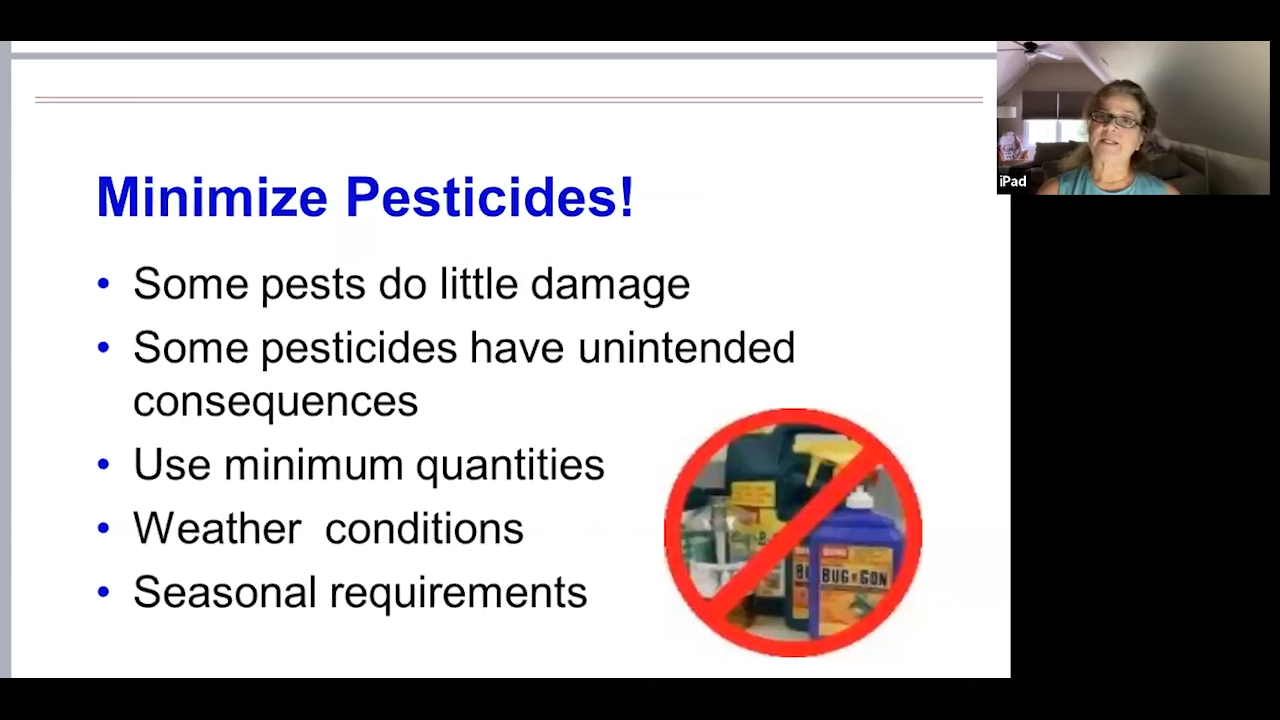 iPad
Minimize Pesticides!
• Some pests do little damage
• Some pesticides have unintended
consequences
• Use minimum quantities
• Weather conditions
• Seasonal requirements
BUG B GON